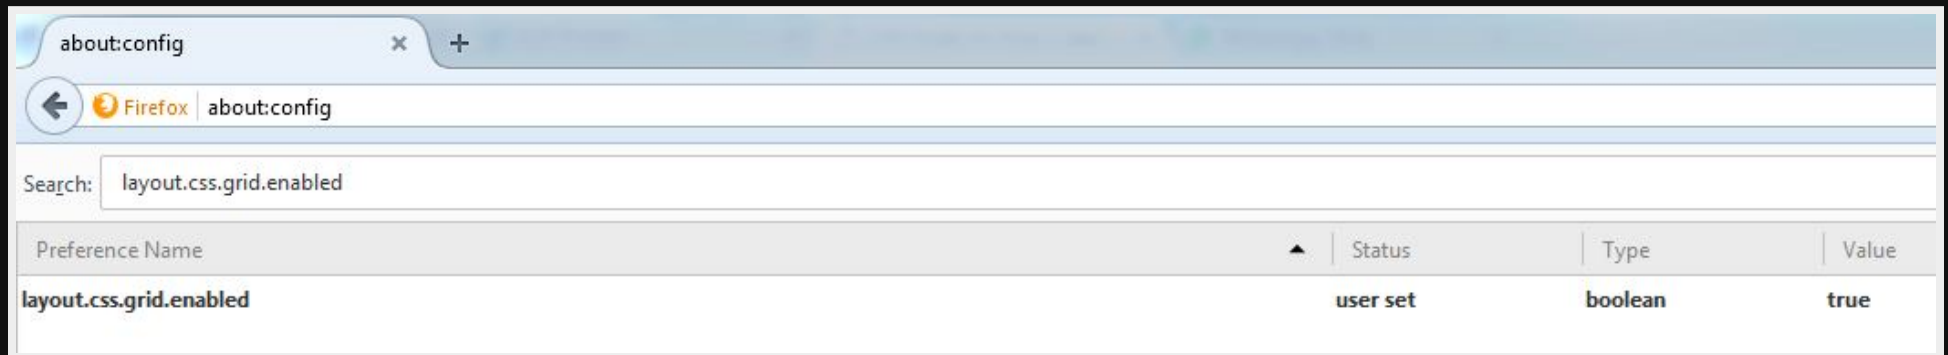 about:config
Firefox about:config
Search: layout.css.grid.enabled
Preference Name Status Type Value
layout.css.grid.enabled user set boolean true